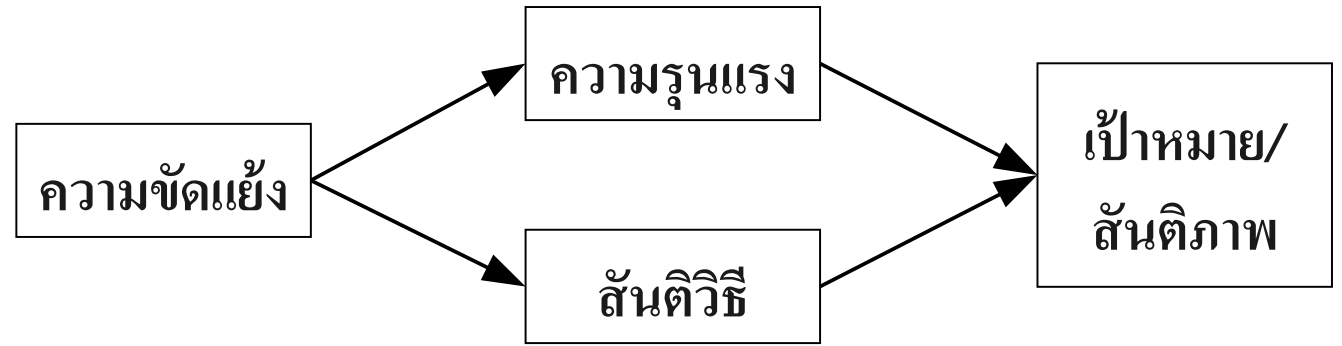 ความขัดแย้ง
ความรุนแรง
สันติวิธี
เป้าหมาย/
สันติภาพ